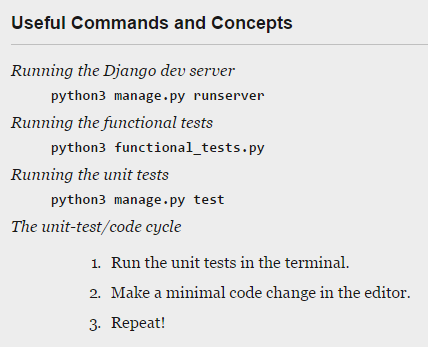 Useful Commands and Concepts
Running the Django dev server
python3 manage.py runserver
Running the functional tests
python3 functional_tests.py
Running the unit tests
python3 manage.py test
The unit-test/code cycle
1. Run the unit tests in the terminal.
2. Make a minimal code change in the editor.
3. Repeat!